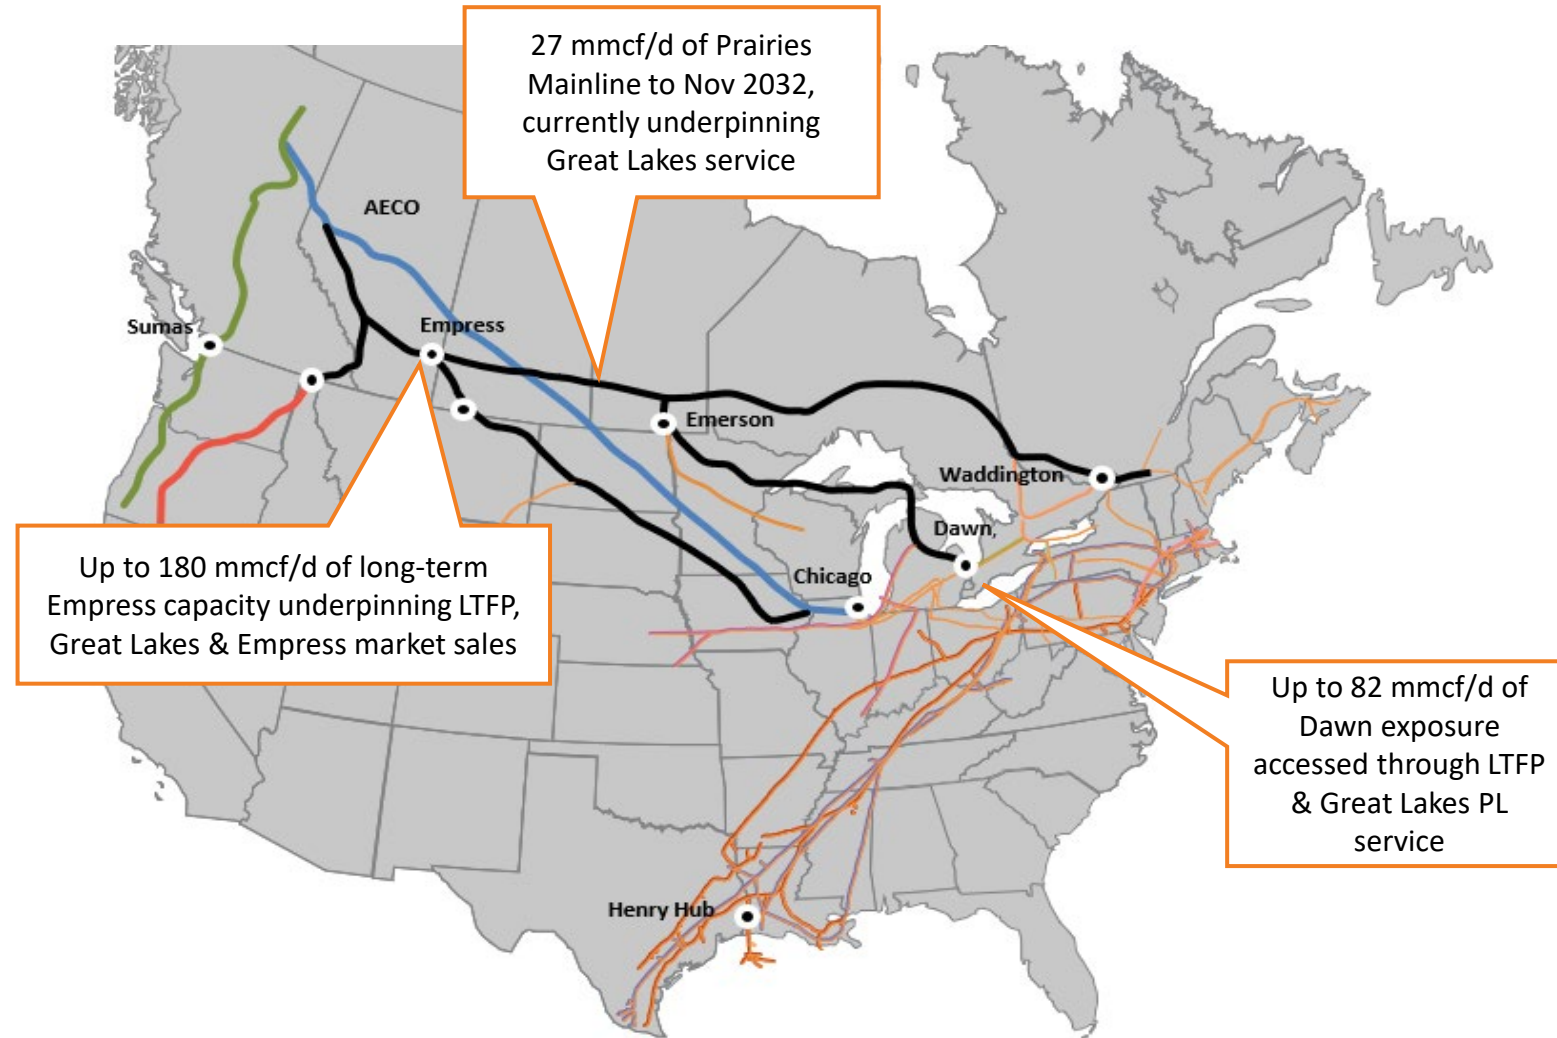 27 mmcf/d of Prairies
Mainline to Nov 2032,
currently underpinning
Great Lakes service
AECO
Sumas
Empress
Emerson
Waddington
Dawn,
Chicago
Up to 180 mmcf/d of long-term
Empress capacity underpinning LTFP,
Great Lakes & Empress market sales
Up to 82 mmcf/d of
Dawn exposure
accessed through LTFP
& Great Lakes PL
service
Henry Hub